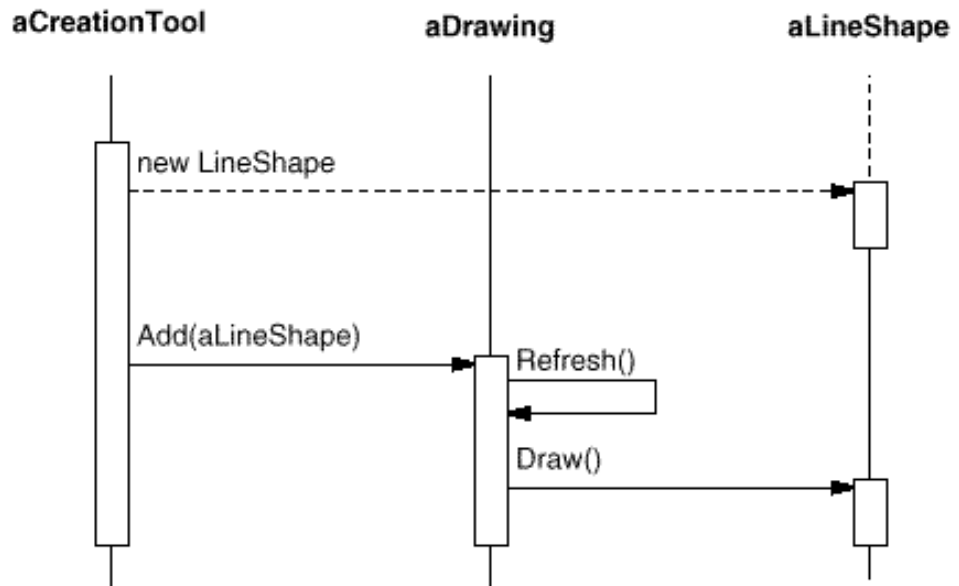 aCreationTool
aDrawing
aLineShape
new LineShape
Add(aLineShape)
Refresh()
Draw()